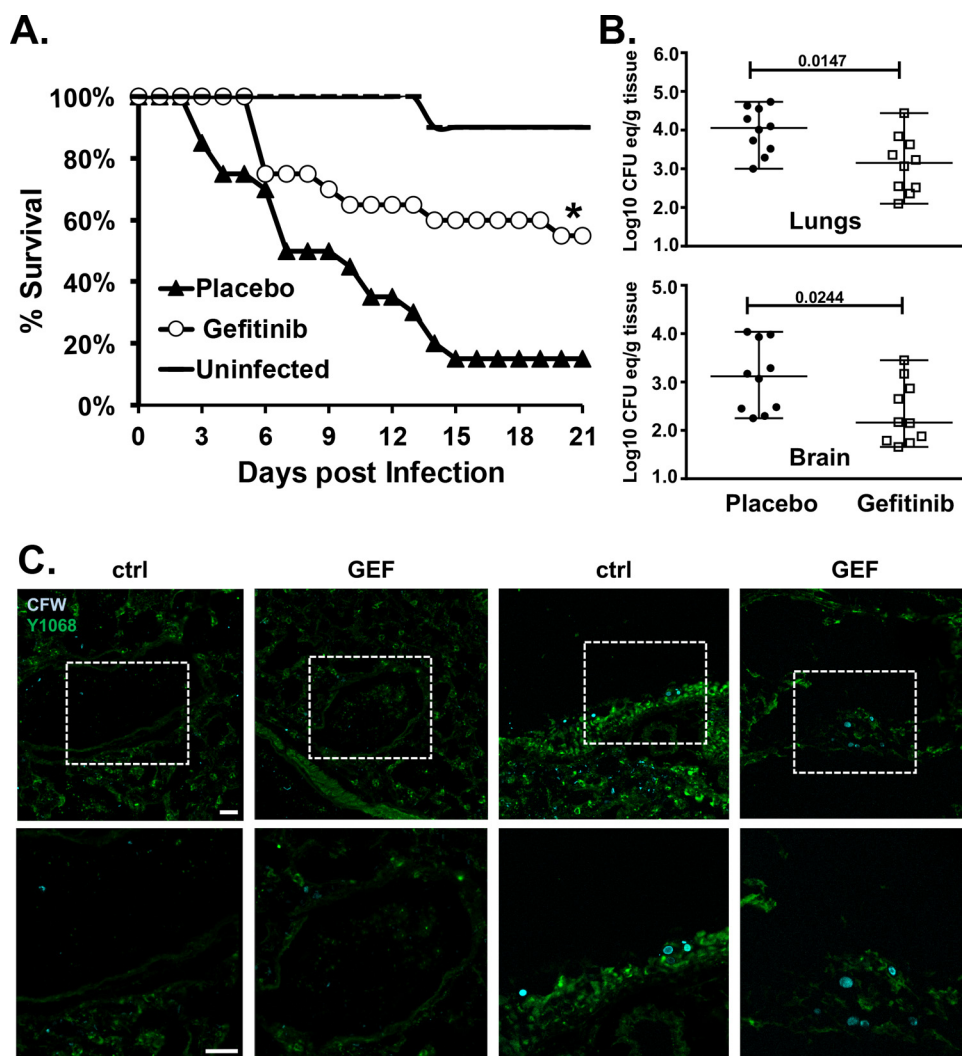 A.
100%
80%
60%
40%
20%
0%
% Survival
*
Placebo
Gefitinib
Uninfected
0 3 6 9 12 15 18 21
Days post Infection
B.
0.0147
6.0
5.0
4.0
3.0
2.0
1.0
Log10 CFU eq/g tissue
Lungs
0.0244
5.0
4.0
3.0
2.0
1.0
Log10 CFU eq/g tissue
Brain
Placebo Gefitinib
C.
ctrl GEF ctrl GEF
CFW
Y1068